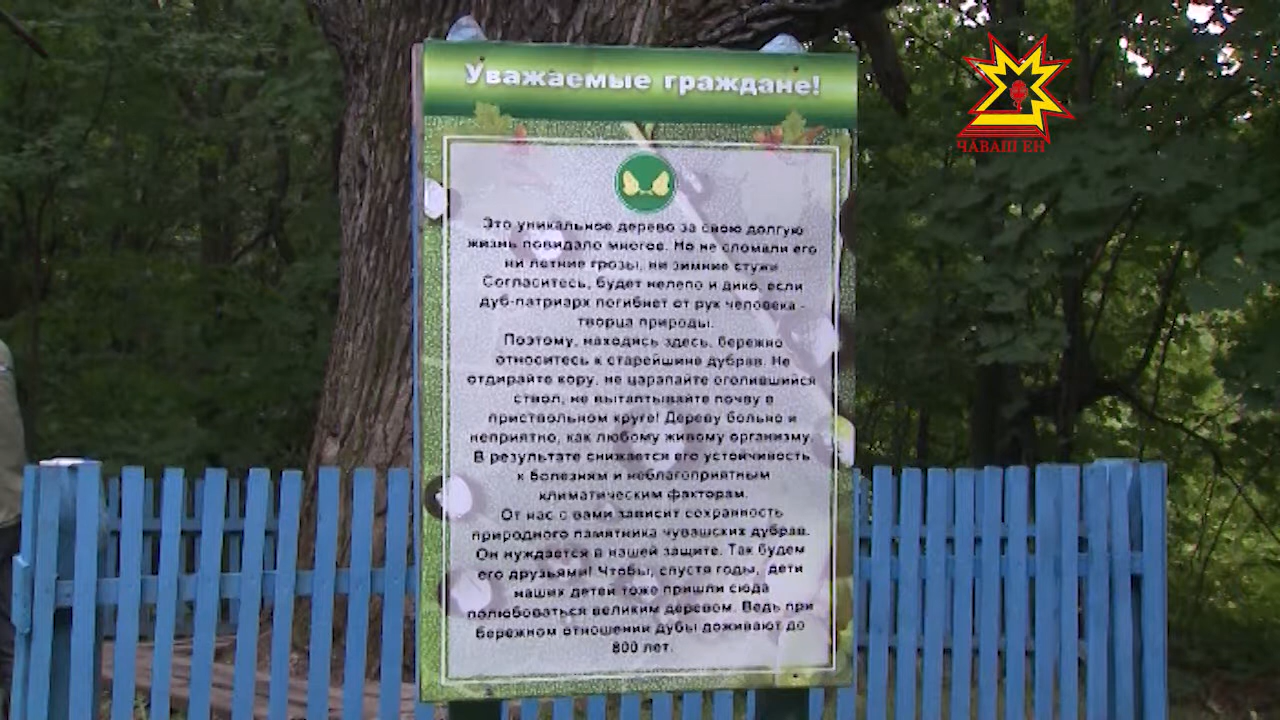 Уважаемые граждане!
ЧĂВАШ ЕН
Это уникальное дерево за свою долгую
жизнь повидало многое. Но не сломали его
ни летние грозы, ни зимние стужи
Согласитесь, будет нелепо и дико, если
дуб-патриарх погибнет от рук человека -
творца природы.
Поэтому, находясь здесь, бережно
относитесь к старейшине дубрав. Не
отдирайте кору, не царапайте оголившийся
ствол, не вытаптывайте почву в
приствольном круге! Дереву больно и
неприятно, как любому живому организму.
В результате снижается его устойчивость
к болезням и неблагоприятным
климатическим факторам.
От нас с вами зависит сохранность
природного памятника чувашских дубрав.
Он нуждается в нашей защите. Так будем
его друзьями! Чтобы, спустя годы, дети
наших детей тоже пришли сюда
полюбоваться великим деревом. Ведь при
бережном отношении дубы доживают до
800 лет.